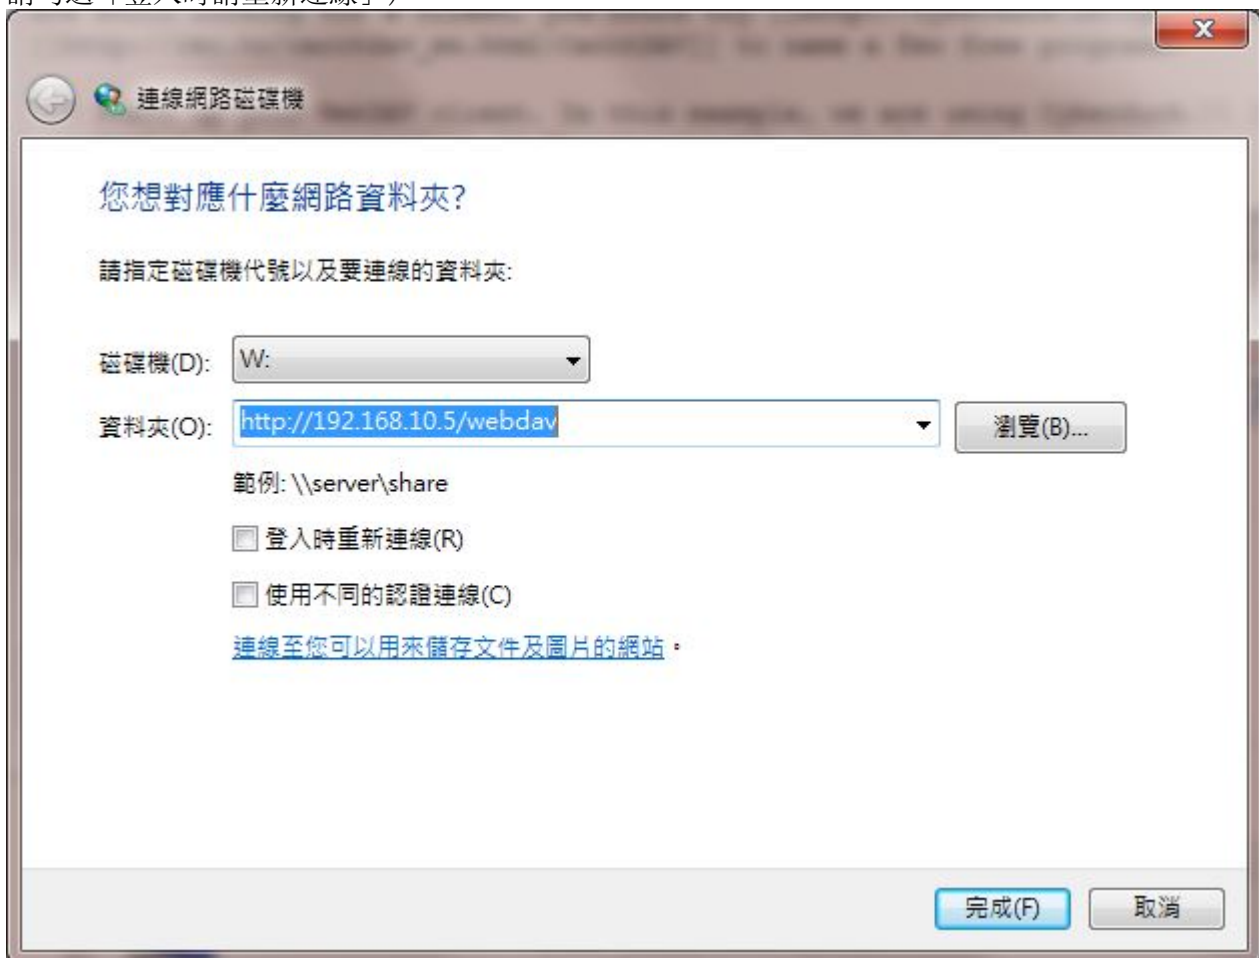 連線網路磁碟機
您想對應什麼網路資料夾?
請指定磁碟機代號以及要連線的資料夾:
磁碟機(D): W:
資料夾(O): http://192.168.10.5/webdav 瀏覽(B)...
範例: \\server\share
登入時重新連線(R)
使用不同的認證連線(C)
連線至您可以用來儲存文件及圖片的網站。
完成(F) 取消